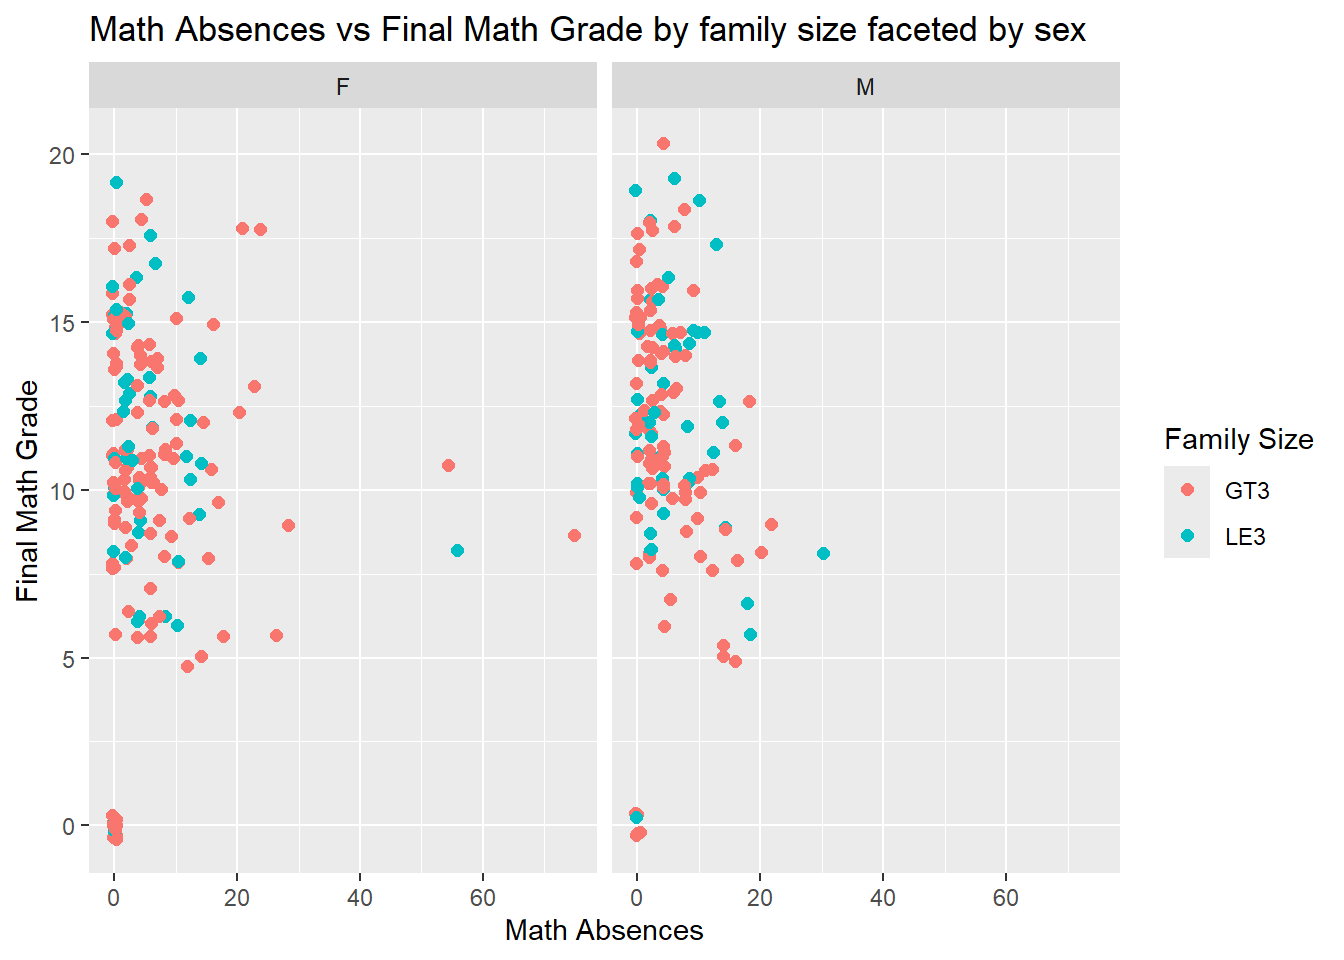 Math Absences vs Final Math Grade by family size faceted by sex
F
M
20
15
10
5
0
Final Math Grade
0 20 40 60
0 20 40 60
Math Absences
Family Size
GT3
LE3